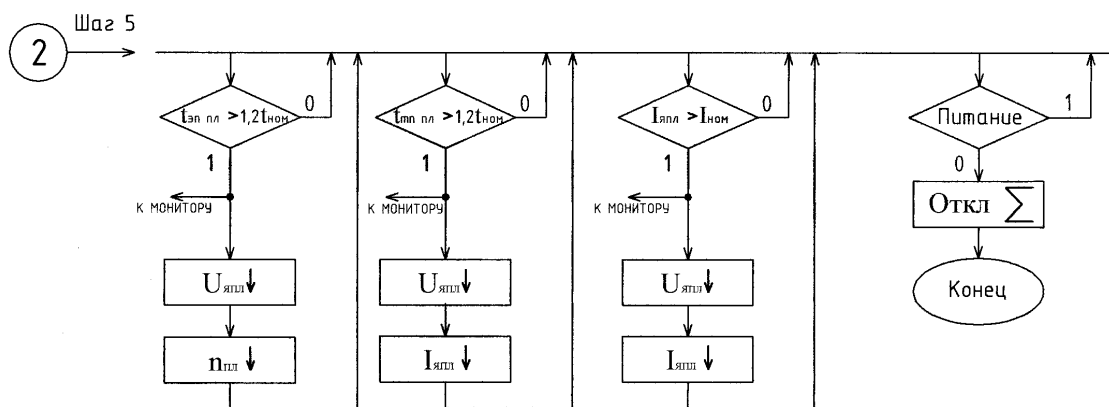 Шаг 5
2
tэп пл >1,2tном
0
1
К МОНИТОРУ
Uяпл↓
nпл↓
tтп пл >1,2tном
0
1
К МОНИТОРУ
Uяпл↓
Iяпл↓
Iяпл >Iном
0
1
К МОНИТОРУ
Uяпл↓
Iяпл↓
Питание
1
0
Откл ∑
Конец